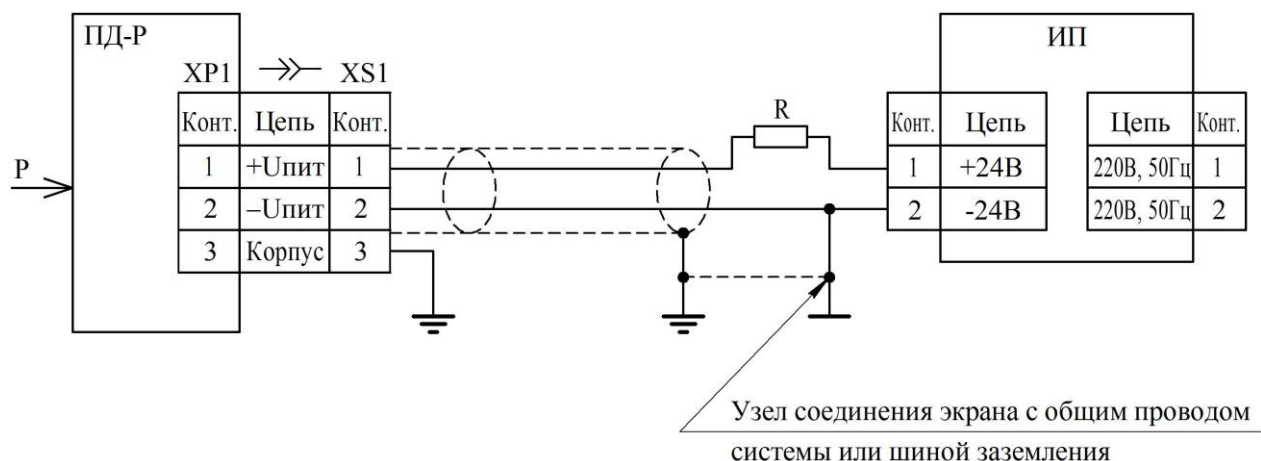 ПД-Р
ИП
XP1 XS1
Конт. Цепь Конт.
1 +Uпит 1
2 –Uпит 2
3 Корпус 3
P
R
Конт. Цепь
1 +24В
2 -24В
Цепь Конт.
220В, 50Гц 1
220В, 50Гц 2
Узел соединения экрана с общим проводом
системы или шиной заземления